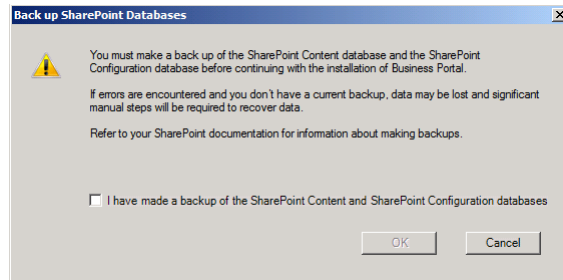 Back up SharePoint Databases
You must make a back up of the SharePoint Content database and the SharePoint
Configuration database before continuing with the installation of Business Portal.
If errors are encountered and you don't have a current backup, data may be lost and significant
manual steps will be required to recover data.
Refer to your SharePoint documentation for information about making backups.
I have made a backup of the SharePoint Content and SharePoint Configuration databases
OK Cancel